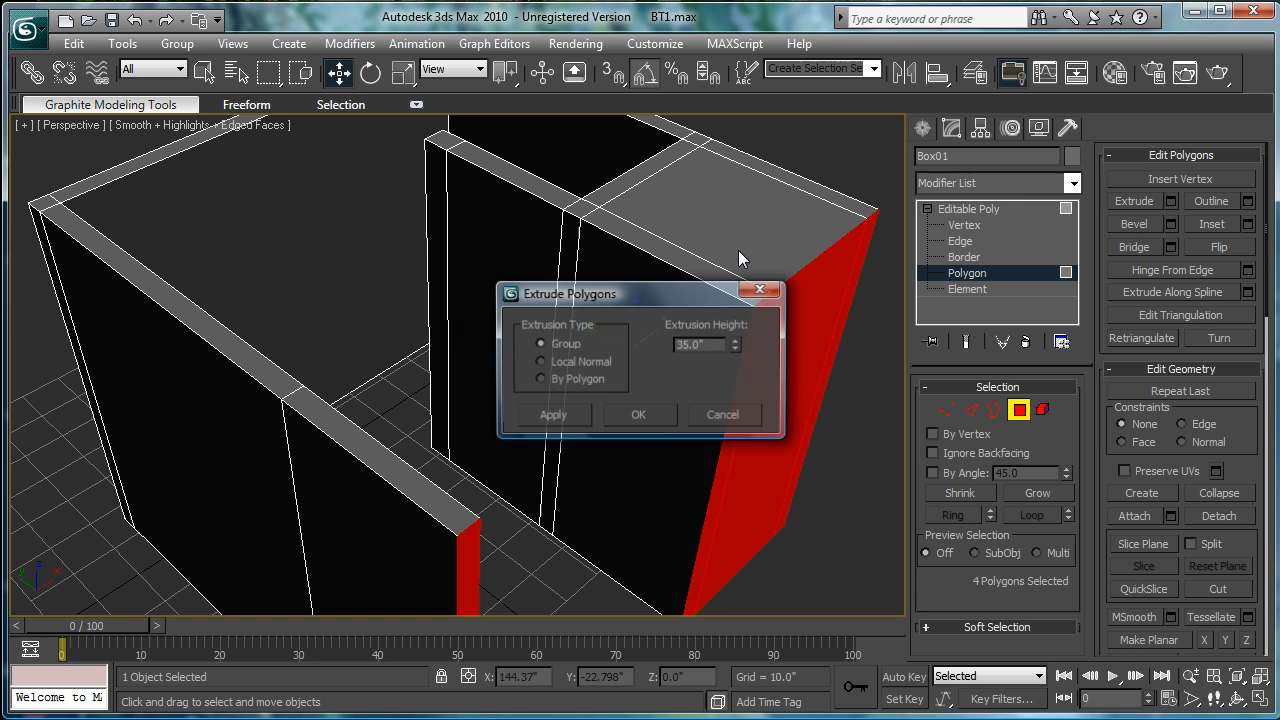 Autodesk 3ds Max 2010 - Unregistered Version BT1.max
Type a keyword or phrase
Edit Tools Group Views Create Modifiers Animation Graph Editors Rendering Customize MAXScript Help
All View Create Selection Se
Graphite Modeling Tools Freeform Selection
[ + ] [ Perspective ] [ Smooth + Highlights + Edged Faces ]
Box01
Modifier List
Editable Poly
Vertex
Edge
Border
Polygon
Element
Selection
By Vertex
Ignore Backfacing
By Angle: 45.0
Shrink Grow
Ring Loop
Preview Selection
Off SubObj Multi
4 Polygons Selected
Soft Selection
Edit Polygons
Insert Vertex
Extrude Outline
Bevel Inset
Bridge Flip
Hinge From Edge
Extrude Along Spline
Edit Triangulation
Retriangulate Turn
Edit Geometry
Repeat Last
Constraints
None Edge
Face Normal
Preserve UVs
Create Collapse
Attach Detach
Slice Plane Split
Slice Reset Plane
QuickSlice Cut
MSmooth Tessellate
Make Planar X Y Z
Extrude Polygons
Extrusion Type
Group
Local Normal
By Polygon
Extrusion Height:
35.0"
Apply OK Cancel
z
x
y
< 0 / 100 >
0 10 20 30 40 50 60 70 80 90 100
1 Object Selected X: 144.37" Y: -22.798" Z: 0.0" Grid = 10.0" Auto Key Selected
Welcome to MA Click and drag to select and move objects Add Time Tag Set Key Key Filters... 0